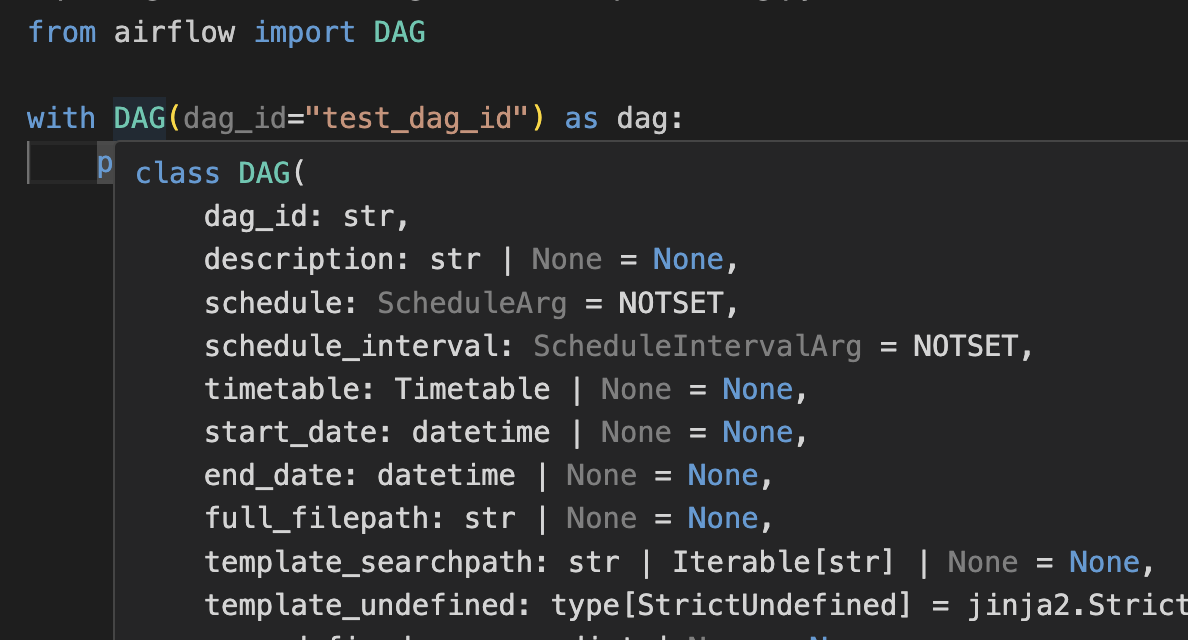 from airflow import DAG
with DAG(dag_id="test_dag_id") as dag:
p
class DAG(
dag_id: str,
description: str | None = None,
schedule: ScheduleArg = NOTSET,
schedule_interval: ScheduleIntervalArg = NOTSET,
timetable: Timetable | None = None,
start_date: datetime | None = None,
end_date: datetime | None = None,
full_filepath: str | None = None,
template_searchpath: str | Iterable[str] | None = None,
template_undefined: type[StrictUndefined] = jinja2.Strict